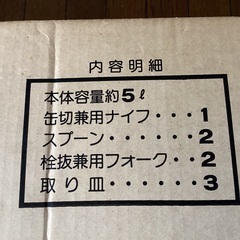 内容明細
本体容量約5ℓ
缶切兼用ナイフ・・・1
スプーン・・・・・・2
栓抜兼用フォーク・・2
取り皿・・・・・・3